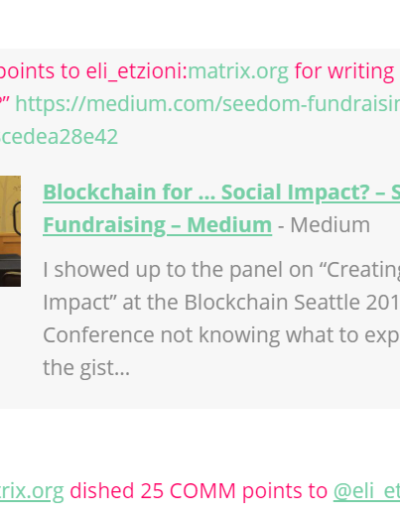 points to eli_etzioni:matrix.org for writing
?” https://medium.com/seedom-fundraisin
cedea28e42
Blockchain for ... Social Impact? – S
Fundraising – Medium - Medium
I showed up to the panel on “Creating
Impact” at the Blockchain Seattle 201
Conference not knowing what to exp
the gist...
trix.org dished 25 COMM points to @eli_et